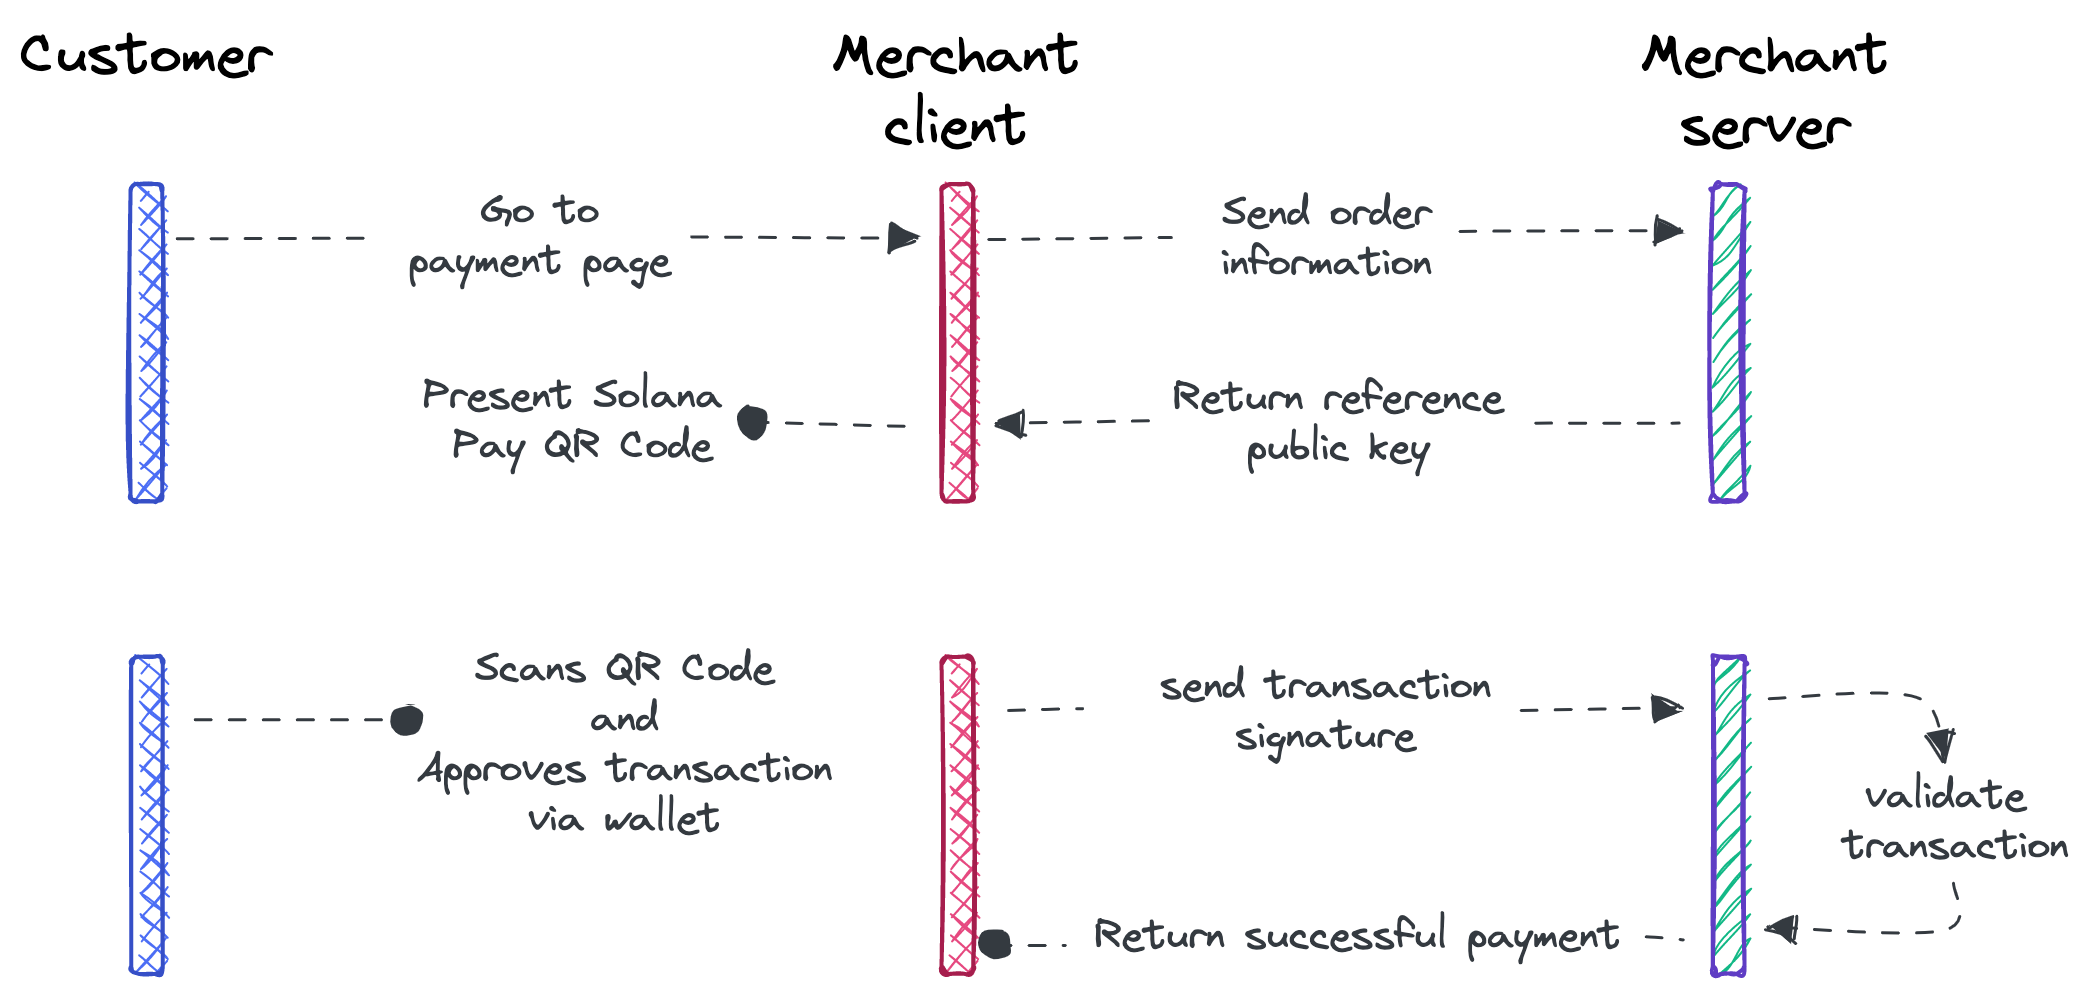 Customer
Merchant
client
Merchant
server
Go to
payment page
Send order
information
Present Solana
Pay QR Code
Return reference
public key
Scans QR Code
and
Approves transaction
via wallet
send transaction
signature
validate
transaction
Return successful payment